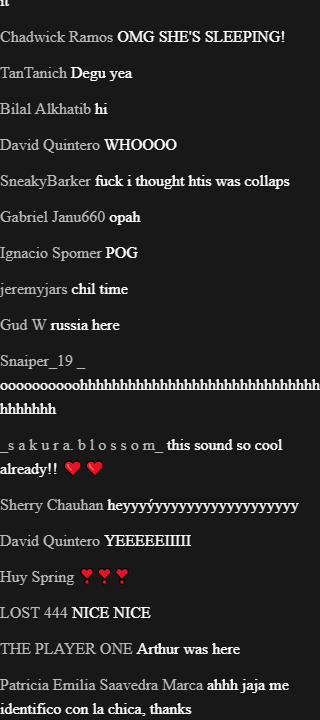 it
Chadwick Ramos OMG SHE'S SLEEPING!
TanTanich Degu yea
Bilal Alkhatib hi
David Quintero WHOOOO
SneakyBarker fuck i thought htis was collaps
Gabriel Janu660 opah
Ignacio Spomer POG
jeremyjars chil time
Gud W russia here
Snaiper_19 _
oooooooooohhhhhhhhhhhhhhhhhhhhhhhhhhhhhh
hhhhhhh
_s a k u r a. b l o s s o m_ this sound so cool
already!! ❤️ ❤️
Sherry Chauhan heyyyýyyyyyyyyyyyyyyyyyyy
David Quintero YEEEEEIIIII
Huy Spring ❣️❣️❣️
LOST 444 NICE NICE
THE PLAYER ONE Arthur was here
Patricia Emilia Saavedra Marca ahhh jaja me
identifico con la chica, thanks